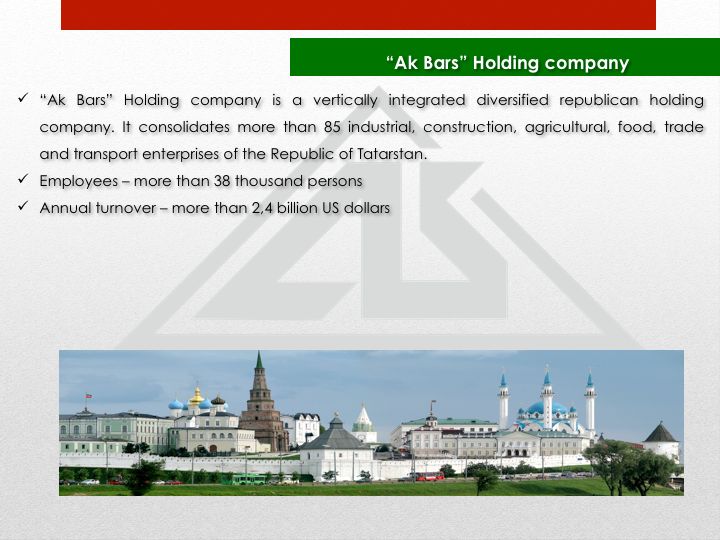 “Ak Bars” Holding company
✓ “Ak Bars” Holding company is a vertically integrated diversified republican holding
company. It consolidates more than 85 industrial, construction, agricultural, food, trade
and transport enterprises of the Republic of Tatarstan.
✓ Employees – more than 38 thousand persons
✓ Annual turnover – more than 2,4 billion US dollars